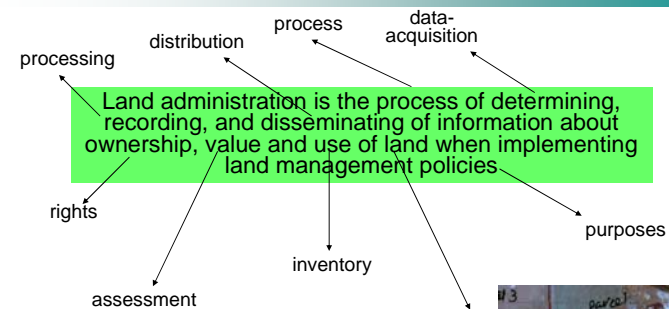 process
data-
acquisition
distribution
processing
Land administration is the process of determining,
recording, and disseminating of information about
ownership, value and use of land when implementing
land management policies
rights
purposes
inventory
assessment
parcel